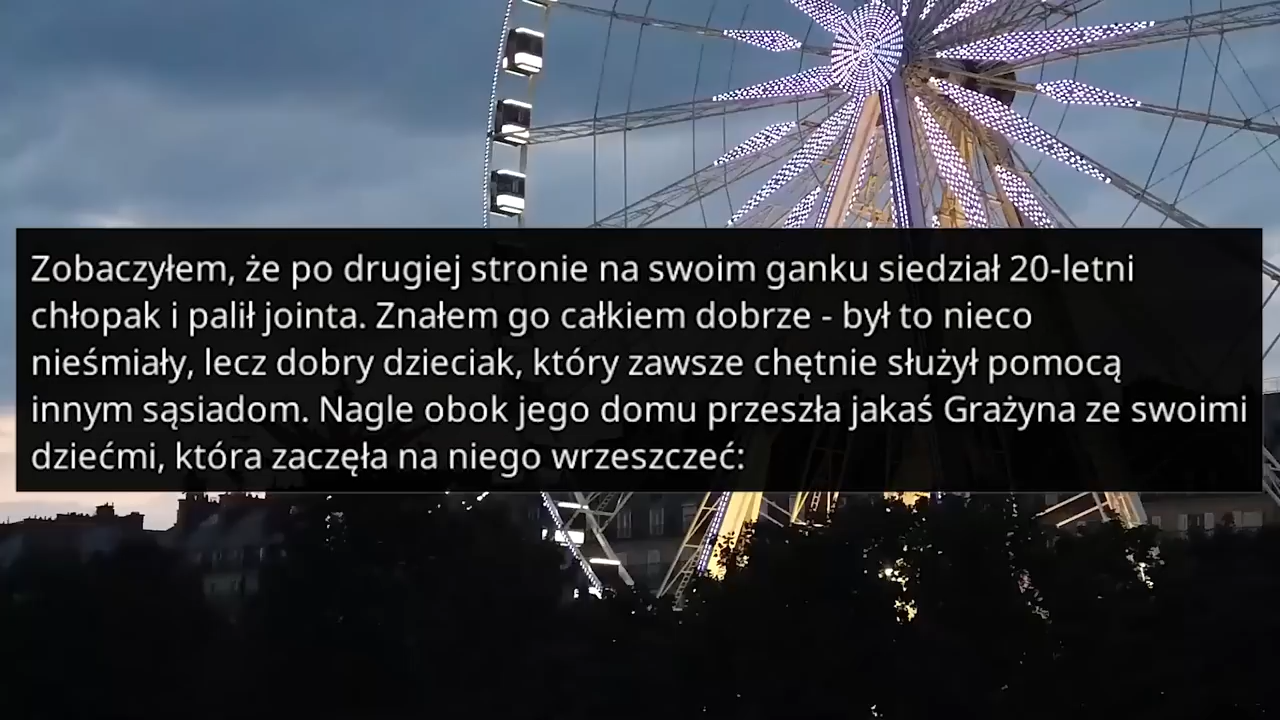 Zobaczyłem, że po drugiej stronie na swoim ganku siedział 20-letni
chłopak i palił jointa. Znałem go całkiem dobrze - był to nieco
nieśmiały, lecz dobry dzieciak, który zawsze chętnie służył pomocą
innym sąsiadom. Nagle obok jego domu przeszła jakaś Grażyna ze swoimi
dziećmi, która zaczęła na niego wrzeszczeć: